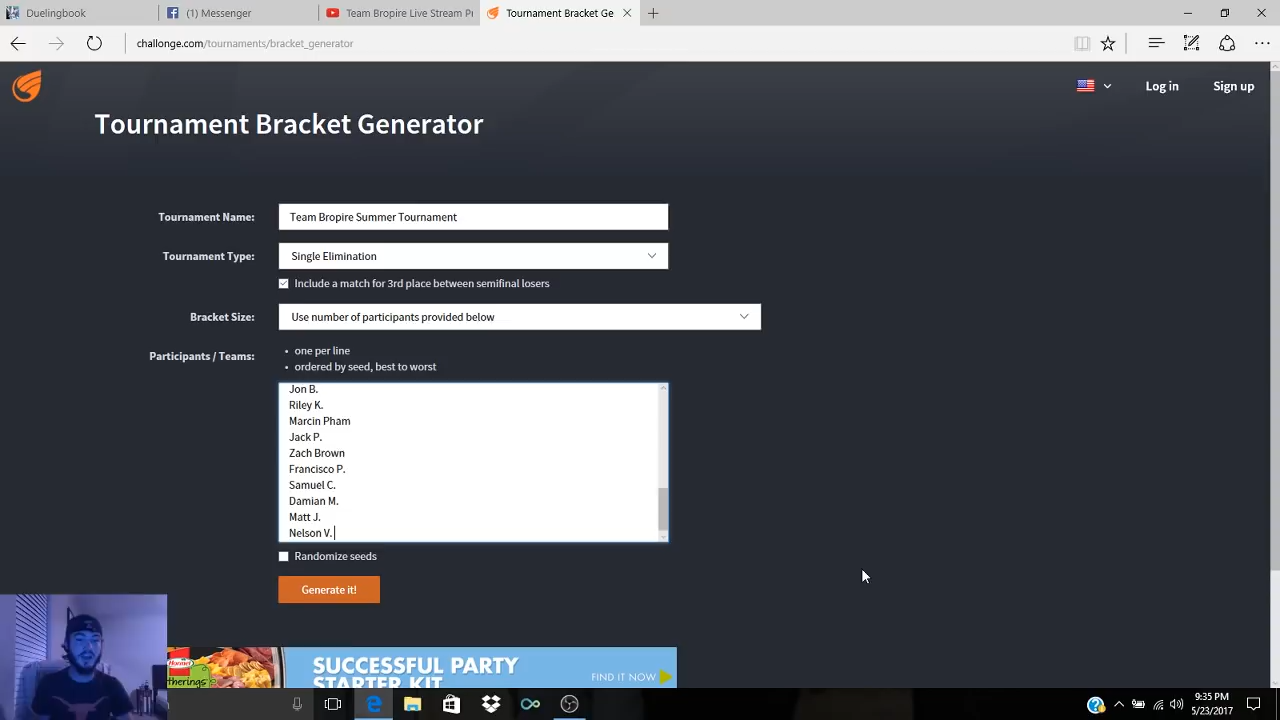 Duelingbook
(1) Messenger
Team Bropire Live Stream P
Tournament Bracket Ge
challonge.com/tournaments/bracket_generator
Log in
Sign up
Tournament Bracket Generator
Tournament Name:
Team Bropire Summer Tournament
Tournament Type:
Single Elimination
Include a match for 3rd place between semifinal losers
Bracket Size:
Use number of participants provided below
Participants / Teams:
one per line
ordered by seed, best to worst
Jon B.
Riley K.
Marcin Pham
Jack P.
Zach Brown
Francisco P.
Samuel C.
Damian M.
Matt J.
Nelson V.
Randomize seeds
Generate it!
Hormel
therings
SUCCESSFUL PARTY
STARTER KIT
FIND IT NOW
9:35 PM
5/23/2017